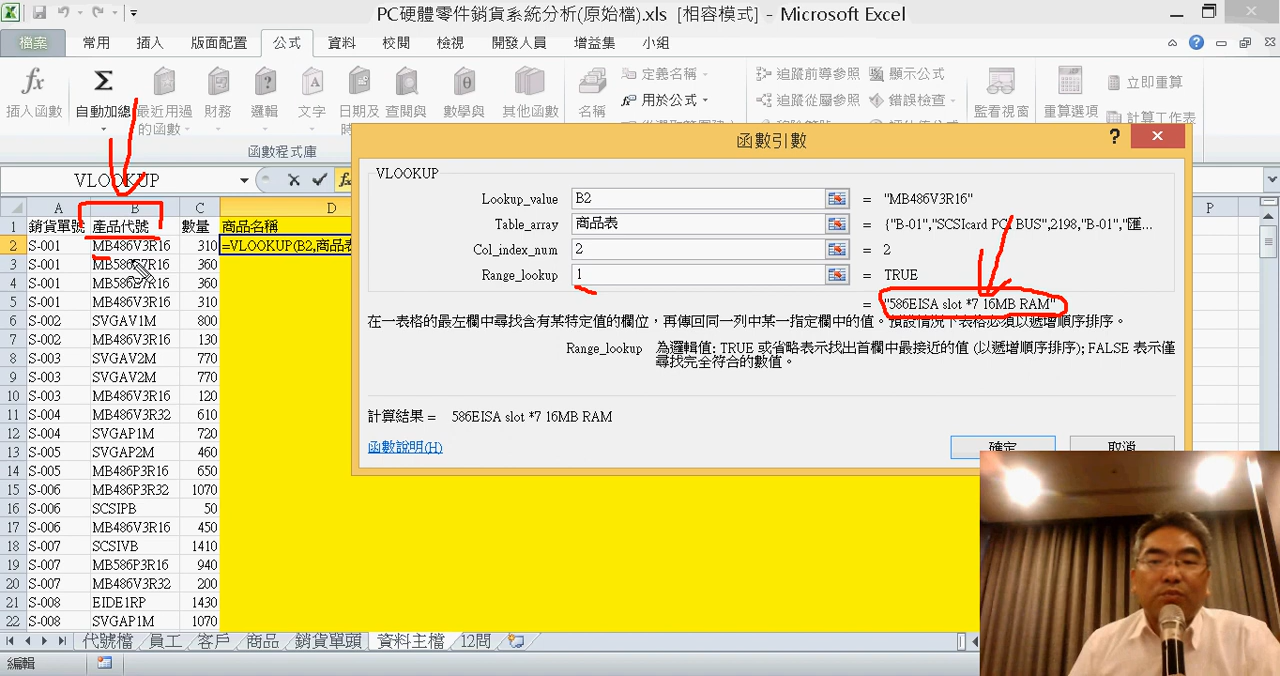 PC硬體零件銷貨系統分析(原始檔).xls [相容模式] - Microsoft Excel
檔案 常用 插入 版面配置 公式 資料 校閱 檢視 開發人員 增益集 小組
插入函數 自動加總 最近用過的函數 財務 邏輯 文字 日期及時 查閱與 數學與 其他函數 名稱
定義名稱 追蹤前導參照 顯示公式
用於公式 追蹤從屬參照 錯誤檢查 監看視窗 重算選項 立即重算
計算工作表
函數程式庫
VLOOKUP
A B C D P
1 銷貨單號 產品代號 數量 商品名稱
2 S-001 MB486V3R16 310 =VLOOKUP(B2,商品表
3 S-001 360
4 S-001 360
5 S-001 MB486V3R16 310
6 S-002 SVGAV1M 800
7 S-002 MB486V3R16 130
8 S-003 SVGAV2M 770
9 S-003 SVGAV2M 770
10 S-003 MB486V3R16 120
11 S-004 MB486V3R32 610
12 S-004 SVGAP1M 720
13 S-005 SVGAP2M 460
14 S-005 MB486P3R16 650
15 S-006 MB486P3R32 1070
16 S-006 SCSIPB 50
17 S-006 MB486V3R16 450
18 S-007 SCSIVB 1410
19 S-007 MB586P3R16 940
20 S-007 MB486V3R32 200
21 S-008 EIDE1RP 1430
22 S-008 SVGAP1M 1070
函數引數
VLOOKUP
Lookup_value B2 = "MB486V3R16"
Table_array 商品表 = {"B-01","SCSIcard PCI BUS",2198,"B-01","匯...
Col_index_num 2 = 2
Range_lookup 1 = TRUE
= "586EISA slot *7 16MB RAM"
在一表格的最左欄中尋找含有某特定值的欄位，再傳回同一列中某一指定欄中的值。預設情況下表格必須以遞增順序排序。
Range_lookup 為邏輯值: TRUE 或省略表示找出首欄中最接近的值 (以遞增順序排序); FALSE 表示僅
尋找完全符合的數值。
計算結果 = 586EISA slot *7 16MB RAM
函數說明(H) 確定 取消
代號檔 員工 客戶 商品 銷貨單頭 資料主檔 12問
編輯